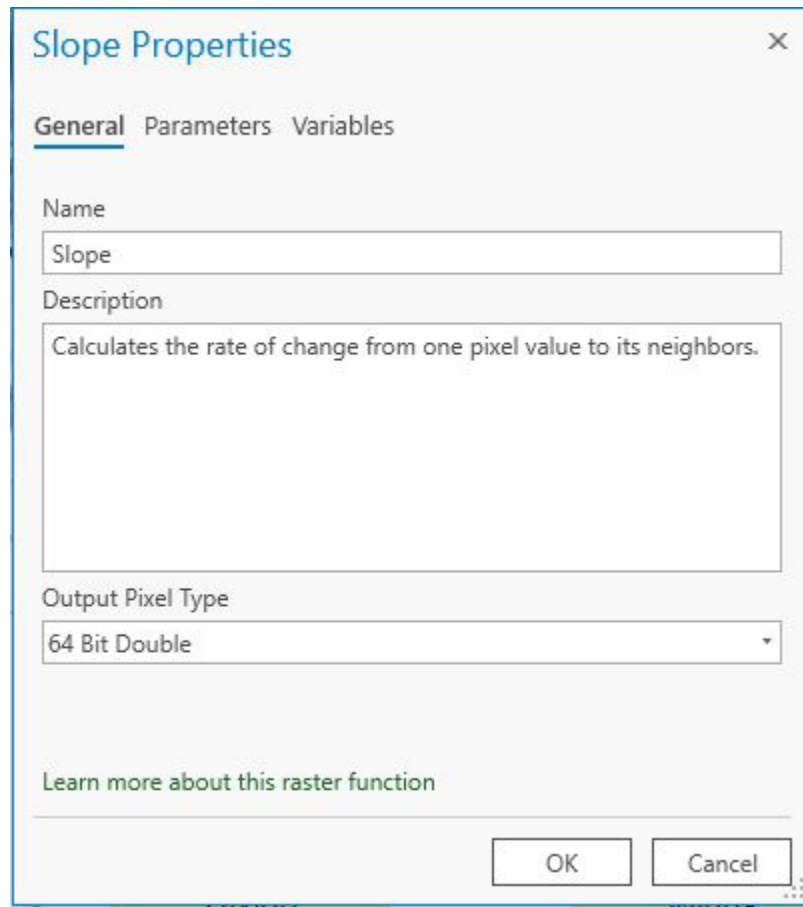 Slope Properties
General Parameters Variables
Name
Slope
Description
Calculates the rate of change from one pixel value to its neighbors.
Output Pixel Type
64 Bit Double
Learn more about this raster function
OK Cancel